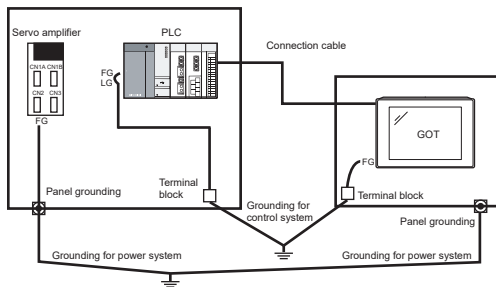 Servo amplifier
PLC
Connection cable
CN1A CN1B
CN2 CN3
FG
FG
LG
GOT
FG
Panel grounding
Terminal
block
Grounding for
control system
Terminal block
Panel grounding
Grounding for power system
Grounding for power system